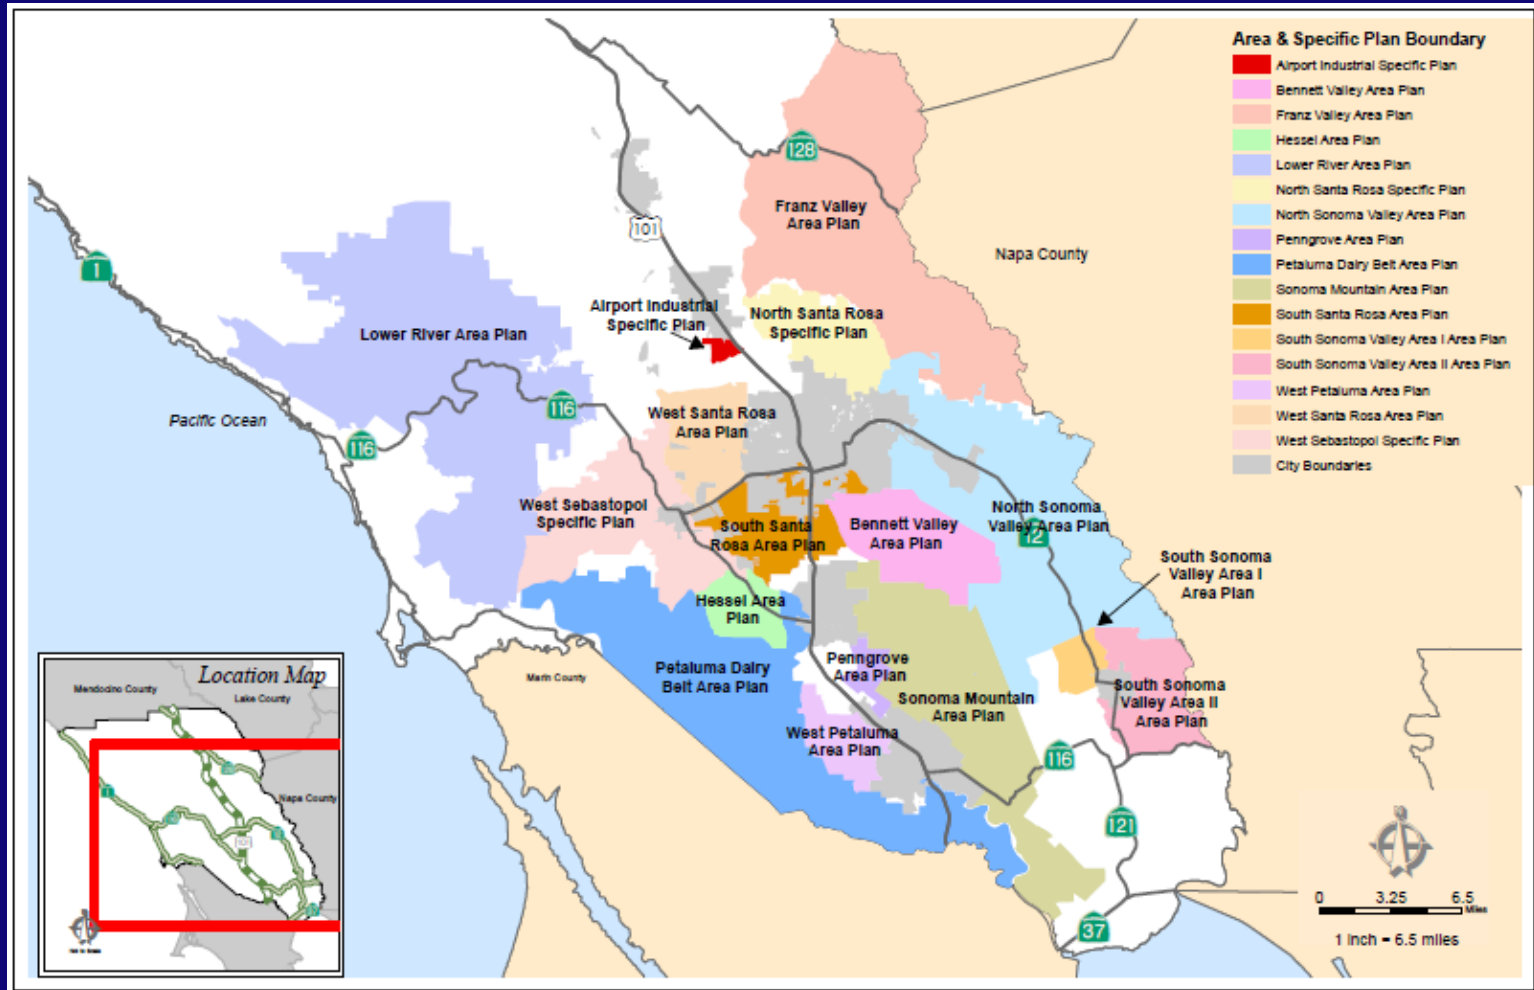 Area & Specific Plan Boundary
Airport Industrial Specific Plan
Bennett Valley Area Plan
Franz Valley Area Plan
Hessel Area Plan
Lower River Area Plan
North Santa Rosa Specific Plan
North Sonoma Valley Area Plan
Penngrove Area Plan
Petaluma Dairy Belt Area Plan
Sonoma Mountain Area Plan
South Santa Rosa Area Plan
South Sonoma Valley Area I Area Plan
South Sonoma Valley Area II Area Plan
West Petaluma Area Plan
West Santa Rosa Area Plan
West Sebastopol Specific Plan
City Boundaries
128
Franz Valley
Area Plan
101
Napa County
1
Airport Industrial
Specific Plan
North Santa Rosa
Specific Plan
Lower River Area Plan
116
Pacific Ocean
116
West Santa Rosa
Area Plan
West Sebastopol
Specific Plan
South Santa
Rosa Area Plan
Bennett Valley
Area Plan
North Sonoma
Valley Area Plan
12
South Sonoma
Valley Area I
Area Plan
Hessel Area
Plan
Petaluma Dairy
Belt Area Plan
Marin County
Penngrove
Area Plan
Sonoma Mountain
Area Plan
South Sonoma
Valley Area II
Area Plan
West Petaluma
Area Plan
116
121
37
Location Map
Mendocino County
Lake County
Napa County
1
101
0 3.25 6.5
Miles
1 inch = 6.5 miles